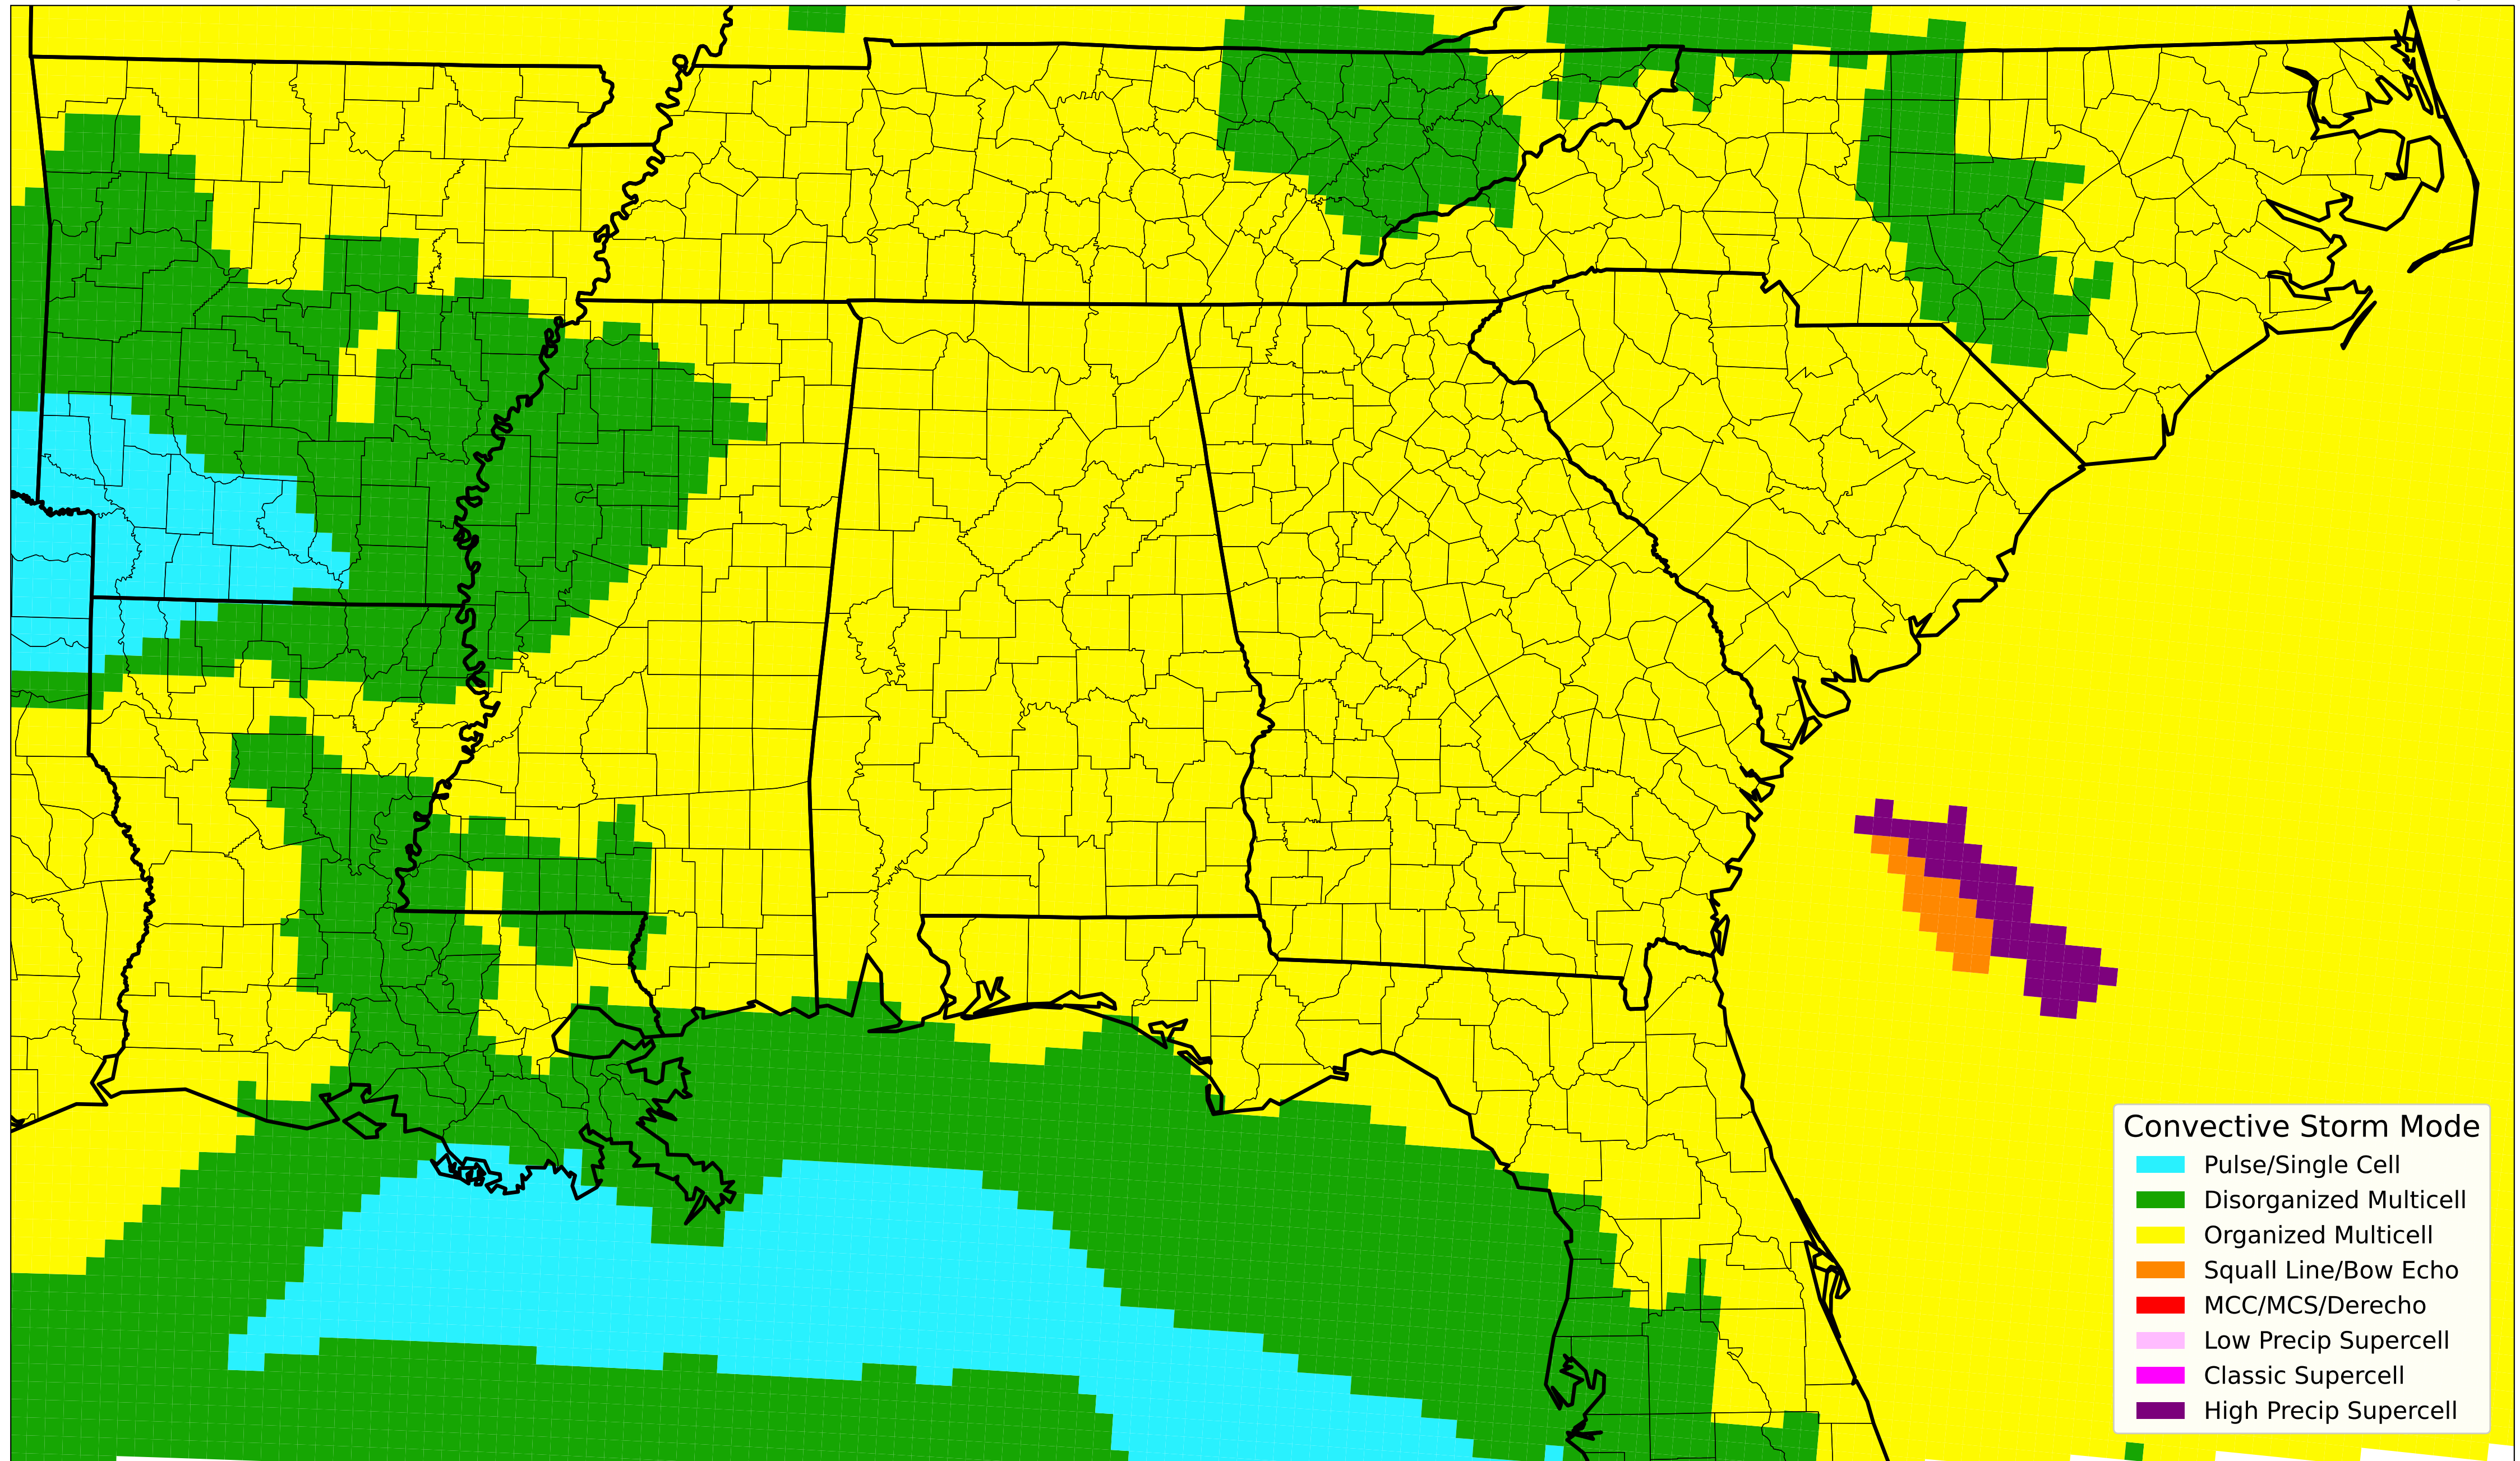 Convective Storm Mode
Pulse/Single Cell
Disorganized Multicell
Organized Multicell
Squall Line/Bow Echo
MCC/MCS/Derecho
Low Precip Supercell
Classic Supercell
High Precip Supercell